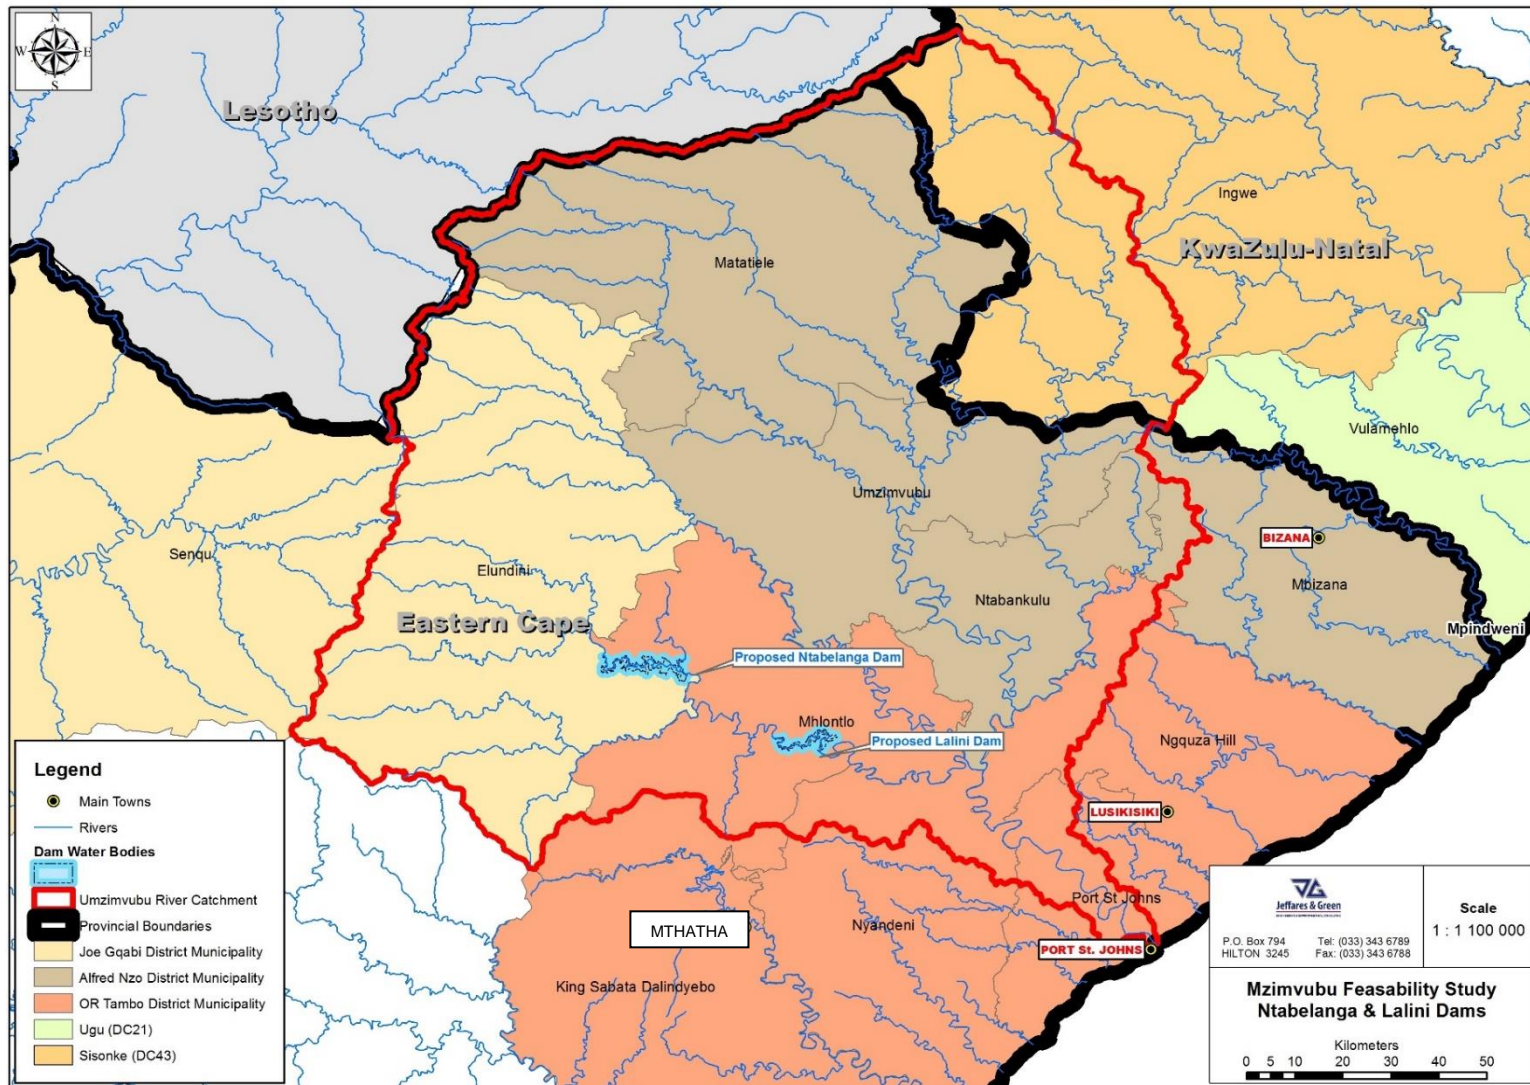 N
W
E
S
Lesotho
Ingwe
KwaZulu-Natal
Matatiele
Vulamehlo
Umzimvubu
BIZANA
Senqu
Elundini
Mbizana
Ntabankulu
Eastern Cape
Mpindweni
Proposed Ntabelanga Dam
Mhlontlo
Proposed Lalini Dam
Ngquza Hill
LUSIKISIKI
Port St Johns
MTHATHA
Nyandeni
PORT St. JOHNS
King Sabata Dalindyebo
Legend
Main Towns
Rivers
Dam Water Bodies
Umzimvubu River Catchment
Provincial Boundaries
Joe Gqabi District Municipality
Alfred Nzo District Municipality
OR Tambo District Municipality
Ugu (DC21)
Sisonke (DC43)
Jeffares & Green
P.O. Box 794 Tel: (033) 343 6789
HILTON 3245 Fax: (033) 343 6788
Scale
1 : 1 100 000
Mzimvubu Feasability Study
Ntabelanga & Lalini Dams
Kilometers
0 5 10 20 30 40 50